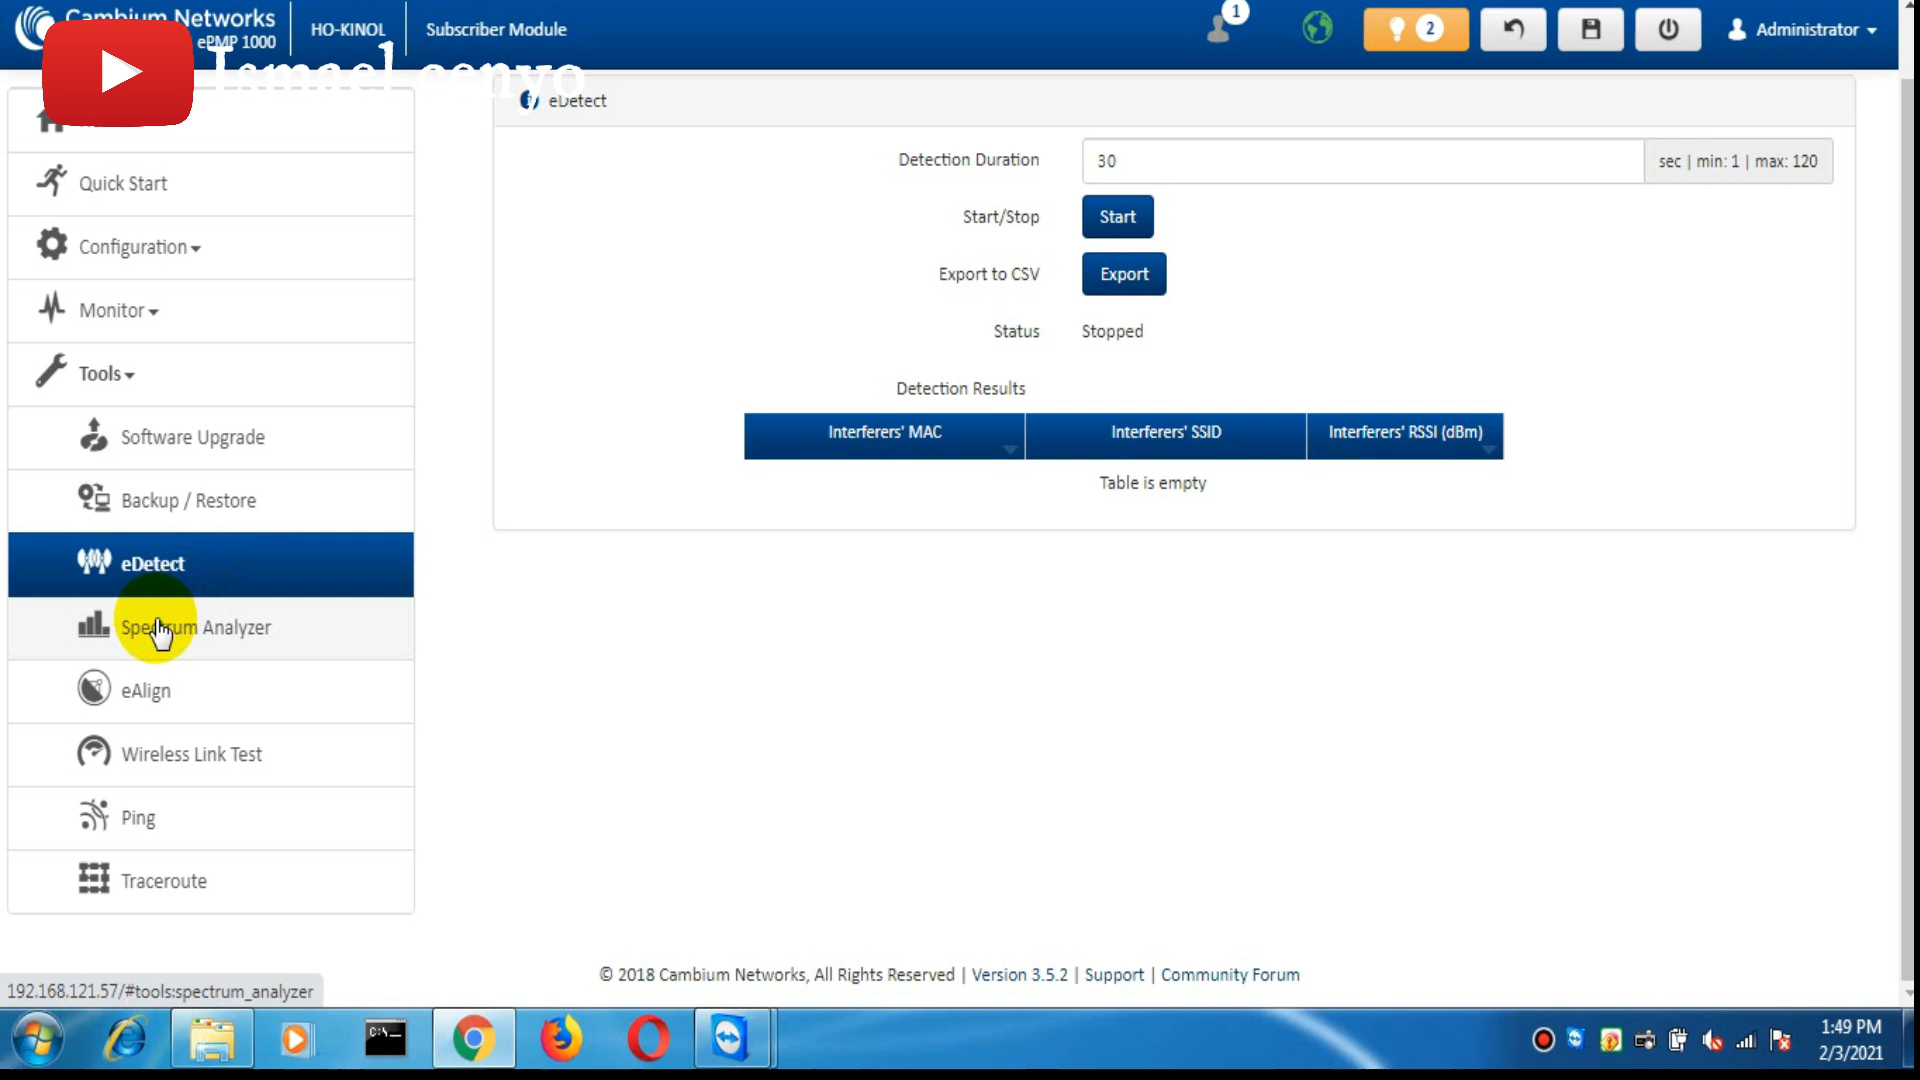 Cambium Networks
ePMP 1000
HO-KINOL
Subscriber Module
1
2
Administrator
Ismael cenyo
Quick Start
Configuration
Monitor
Tools
Software Upgrade
Backup / Restore
eDetect
Spectrum Analyzer
eAlign
Wireless Link Test
Ping
Traceroute
eDetect
Detection Duration
30
sec | min: 1 | max: 120
Start/Stop
Start
Export to CSV
Export
Status
Stopped
Detection Results
Interferers' MAC
Interferers' SSID
Interferers' RSSI (dBm)
Table is empty
© 2018 Cambium Networks, All Rights Reserved | Version 3.5.2 | Support | Community Forum
192.168.121.57/#tools:spectrum_analyzer
C:\
1:49 PM
2/3/2021